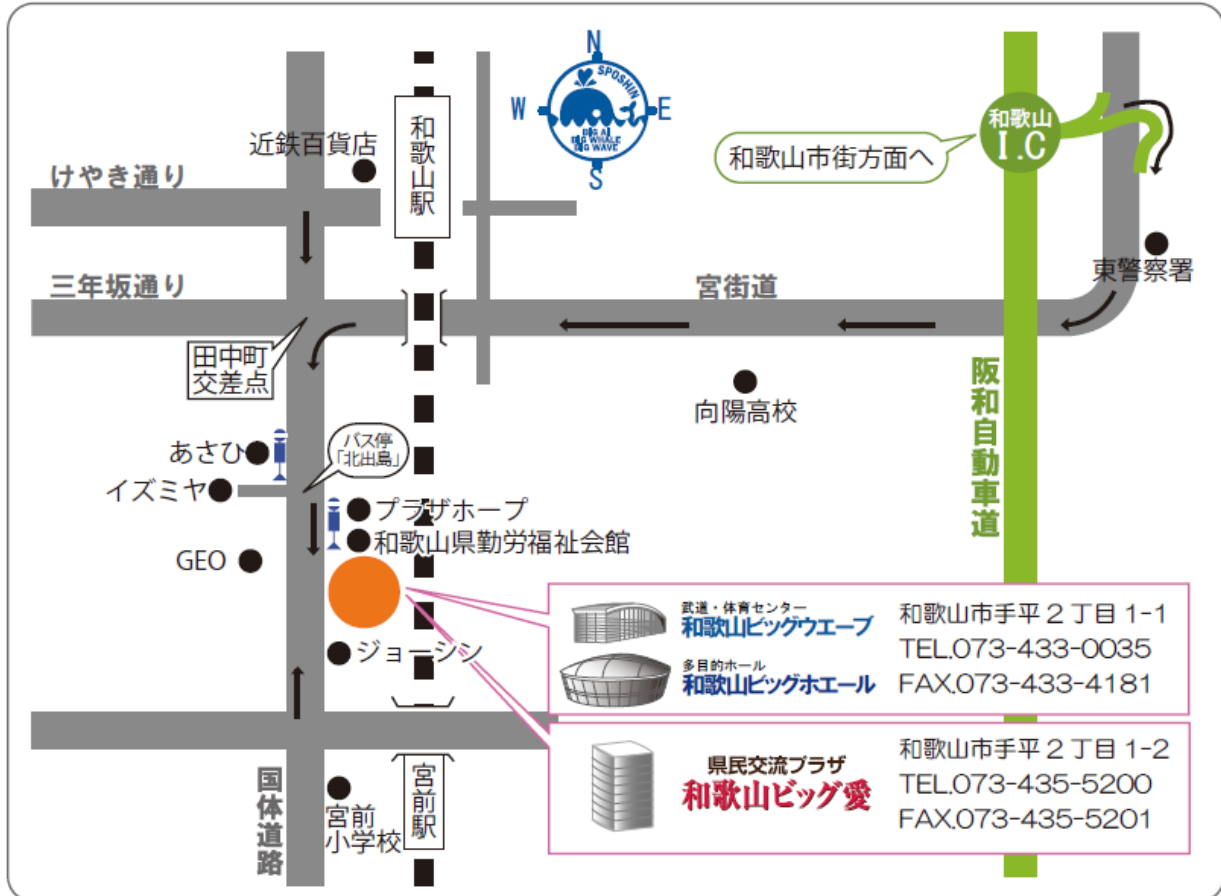 N
W
E
S
SPOSHIN
BIG AI
BIG WHALE
BIG WAVE
和歌山
I.C
和歌山市街方面へ
近鉄百貨店
和歌山駅
けやき通り
東警察署
三年坂通り
宮街道
田中町
交差点
向陽高校
阪和自動車道
あさひ
バス停
「北出島」
イズミヤ
プラザホープ
和歌山県勤労福祉会館
GEO
ジョーシン
武道・体育センター
和歌山ビッグウエーブ
多目的ホール
和歌山ビッグホエール
和歌山市手平2丁目1-1
TEL.073-433-0035
FAX.073-433-4181
県民交流プラザ
和歌山ビッグ愛
和歌山市手平2丁目1-2
TEL.073-435-5200
FAX.073-435-5201
国体道路
宮前
小学校
宮前駅